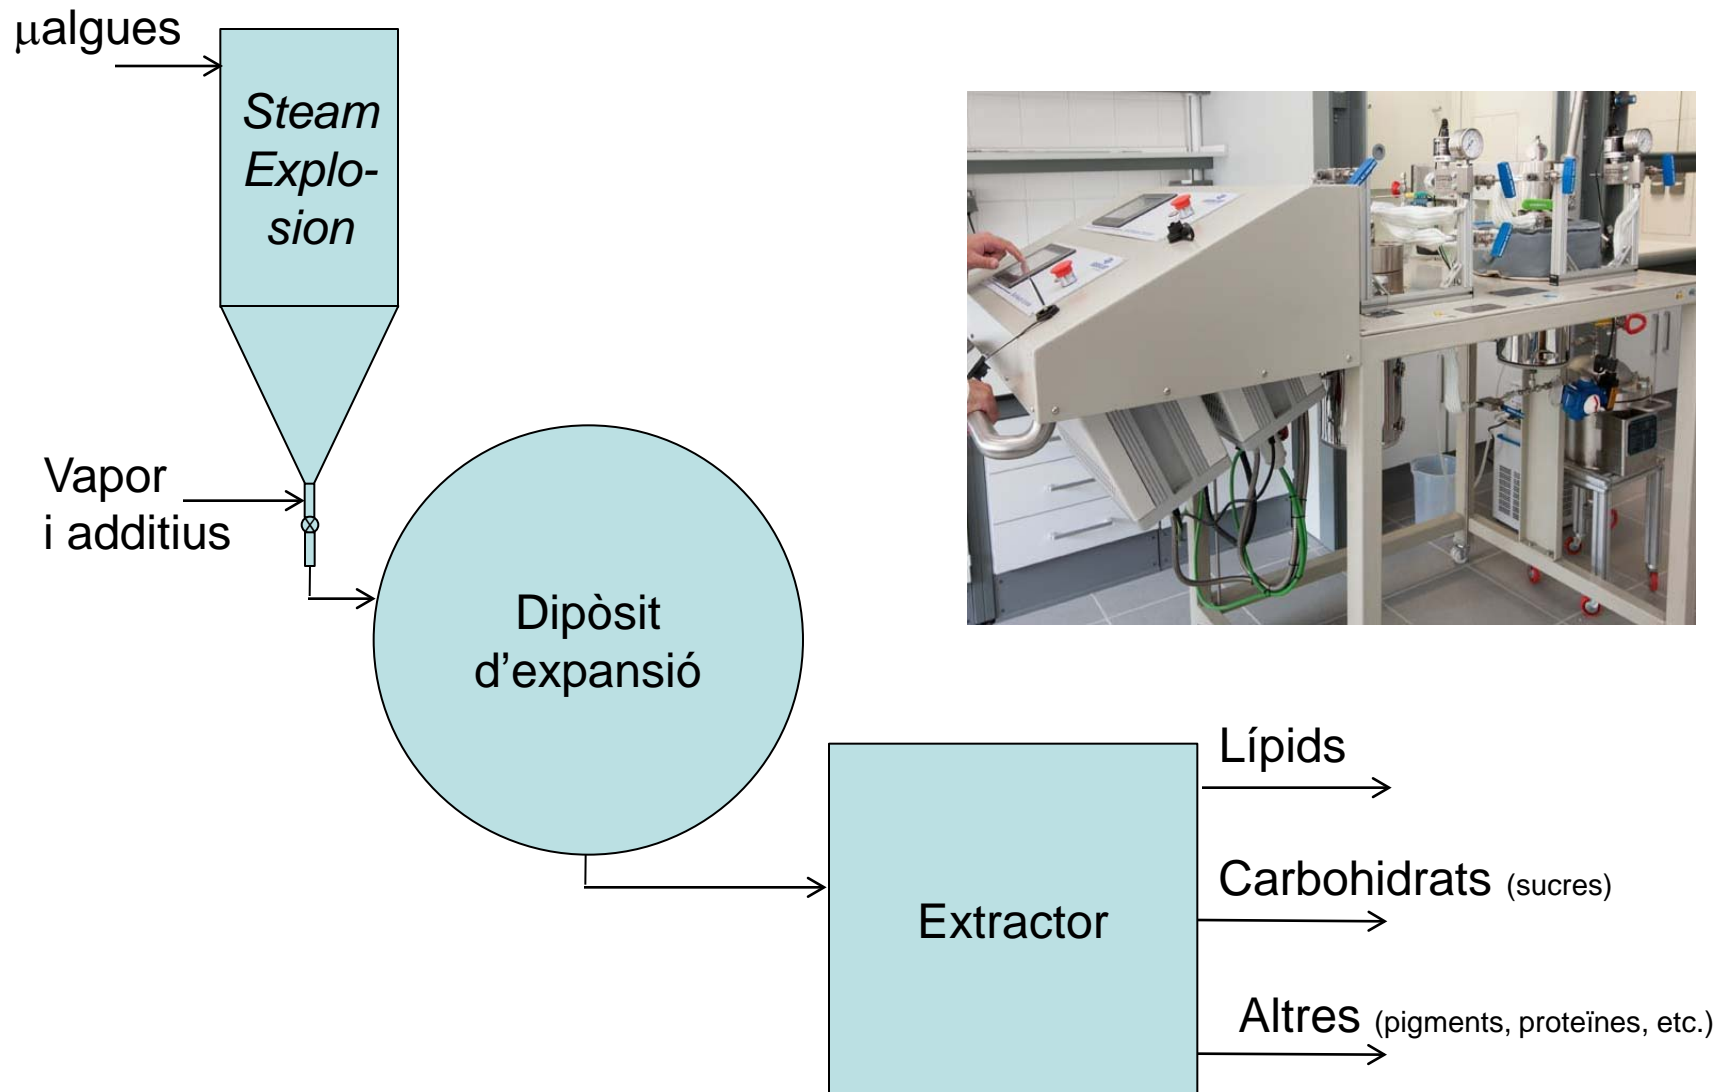 μalgues
Steam
Explo-
sion
Vapor
i additius
Dipòsit
d’expansió
Extractor
Lípids
Carbohidrats (sucres)
Altres (pigments, proteïnes, etc.)